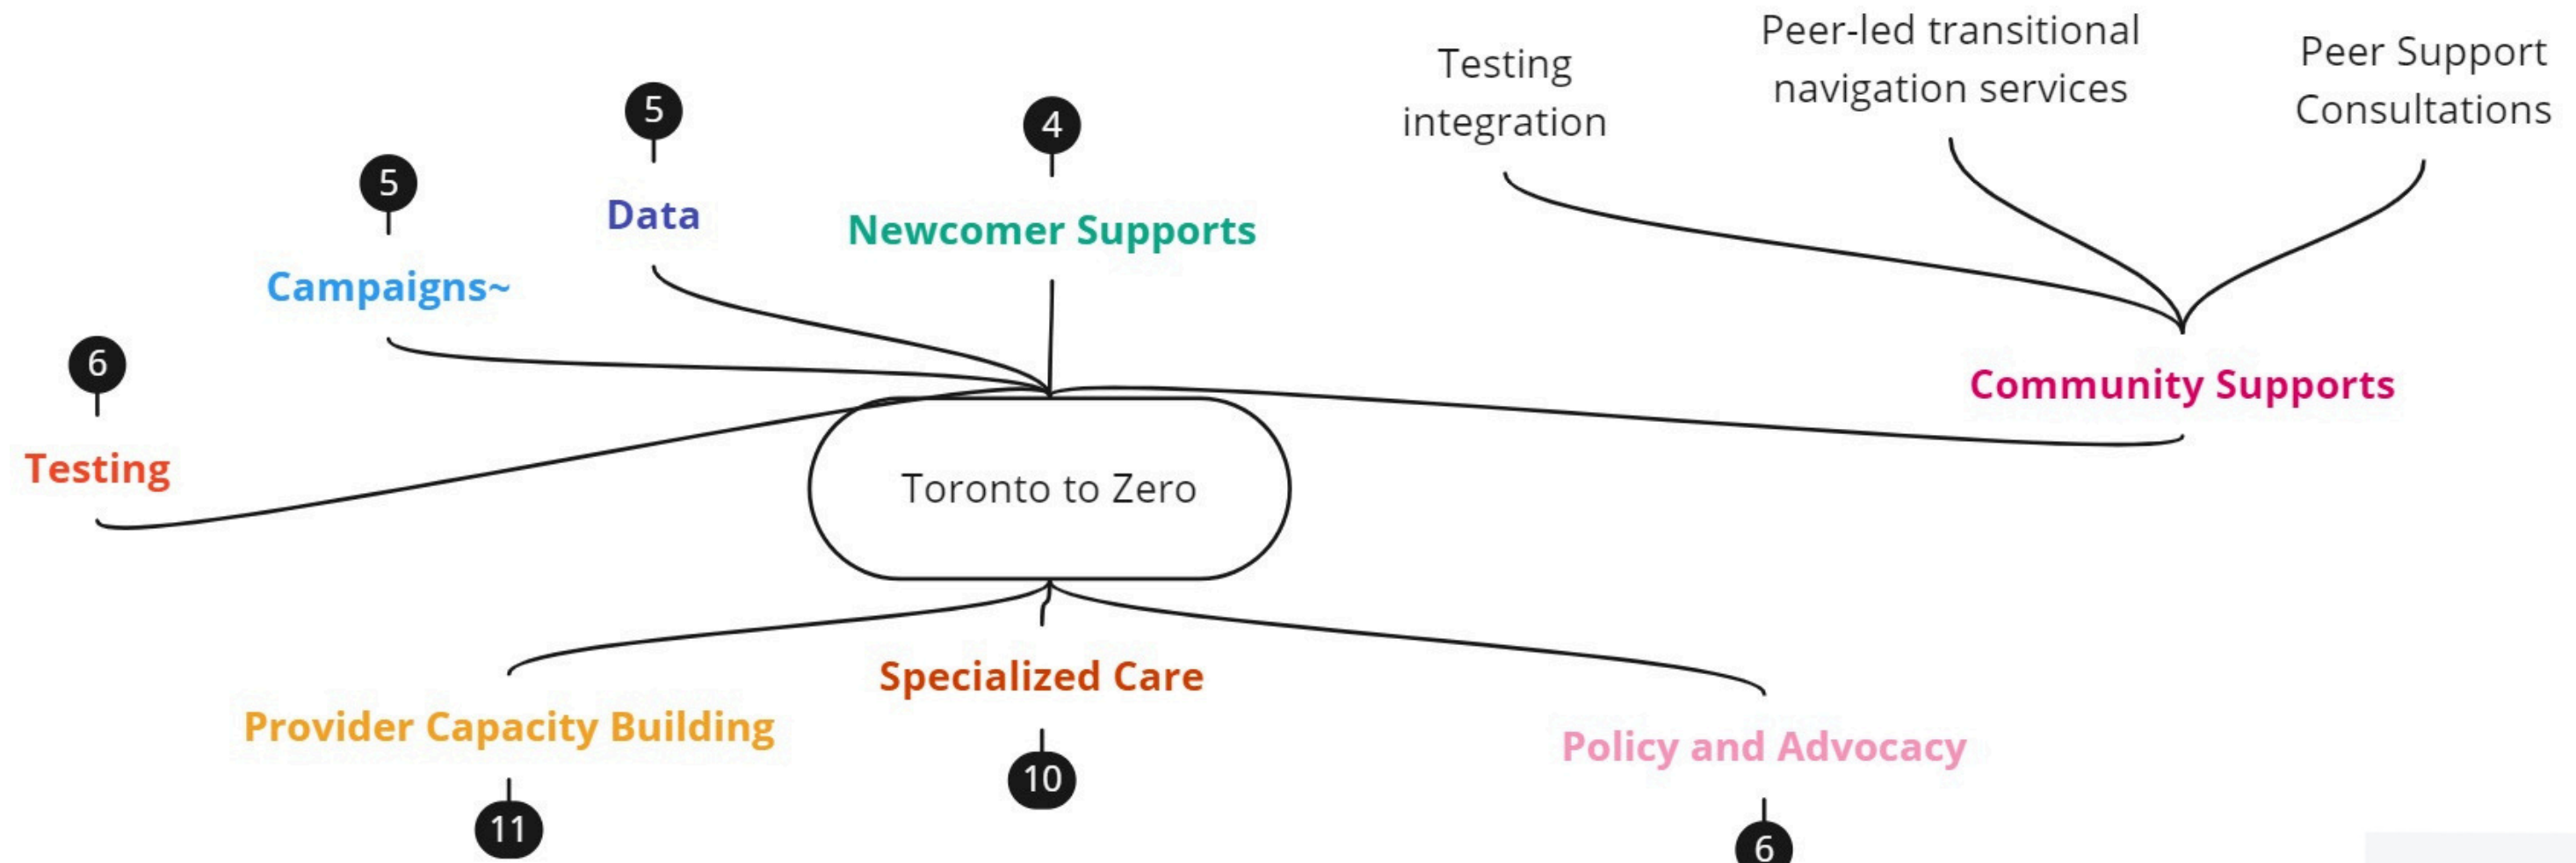 Testing
integration
Peer-led transitional
navigation services
Peer Support
Consultations
5
4
5
Data
Newcomer Supports
Campaigns~
6
Community Supports
Testing
Toronto to Zero
Specialized Care
Provider Capacity Building
Policy and Advocacy
10
11
6